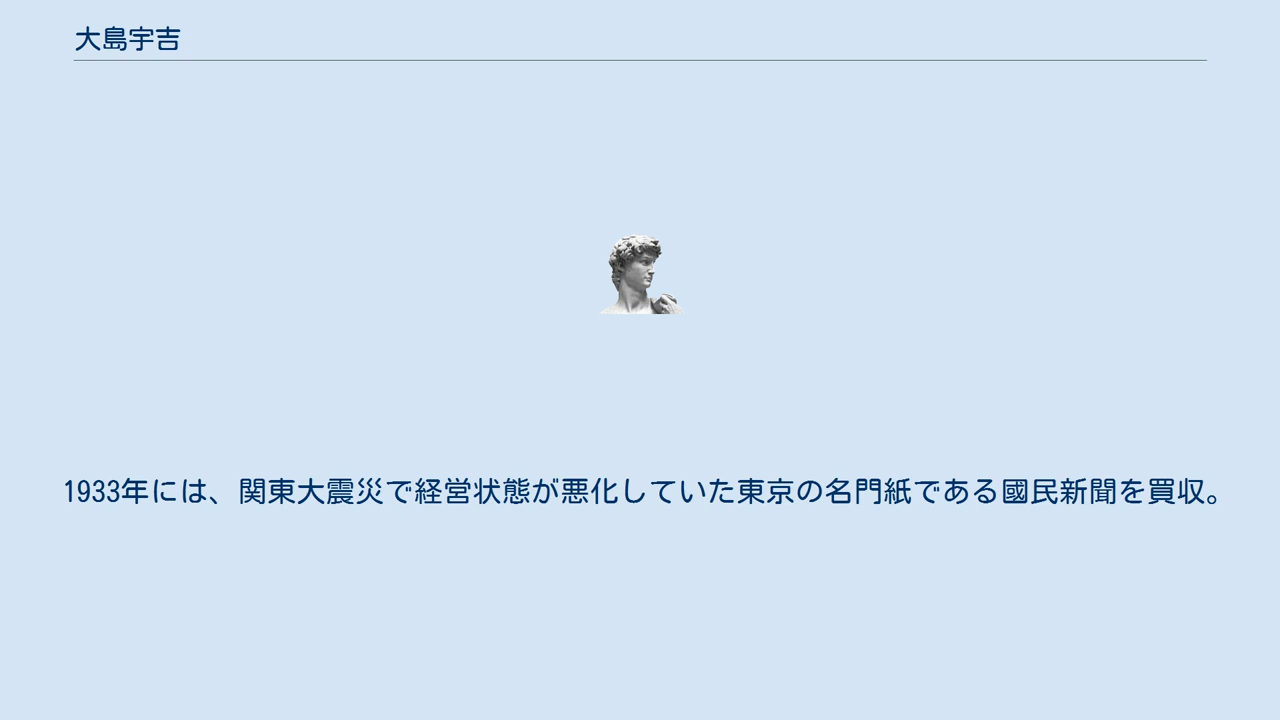 大島宇吉
1933年には、関東大震災で経営状態が悪化していた東京の名門紙である國民新聞を買収。